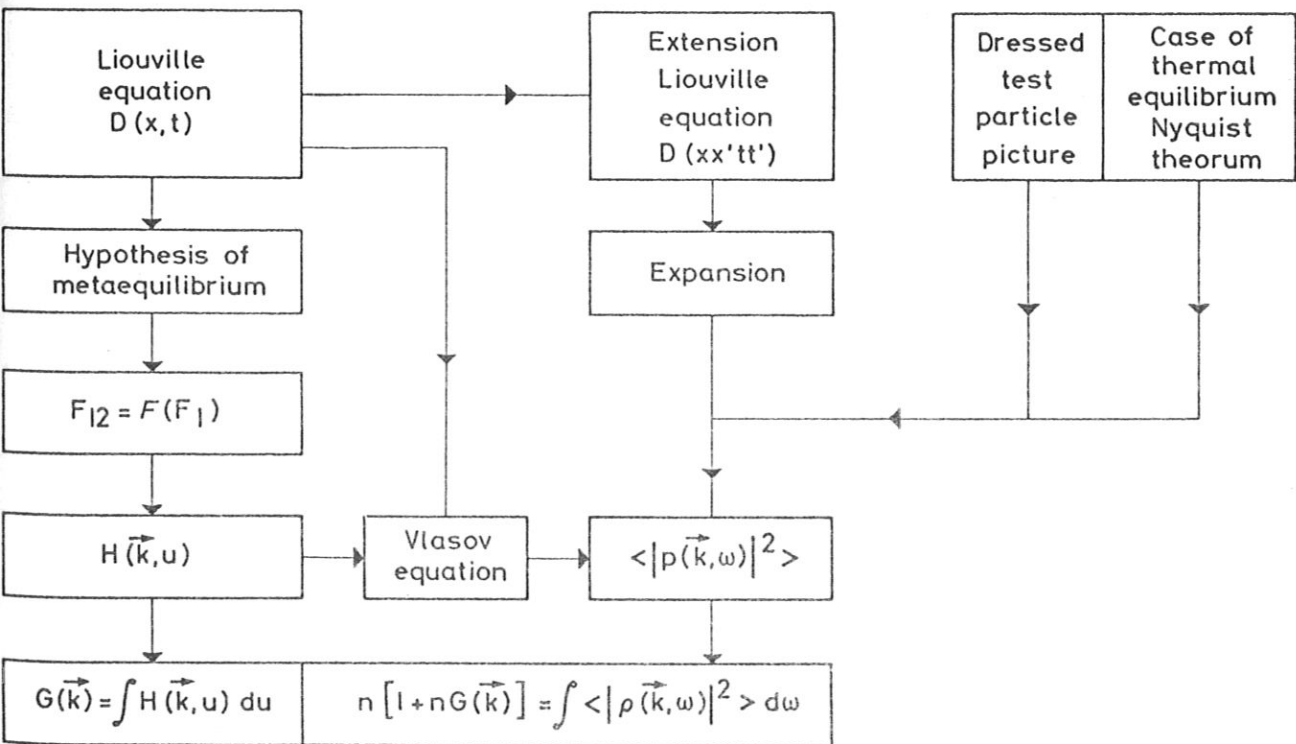 Liouville
equation
D(x,t)
Extension
Liouville
equation
D(xx'tt')
Dressed
test
particle
picture
Case of
thermal
equilibrium
Nyquist
theorum
Hypothesis of
metaequilibrium
Expansion
F₁₂ = F(F₁)
H(k⃗,u)
Vlasov
equation
<|p(k⃗,ω)|²>
G(k⃗) = ∫H(k⃗,u) du
n[1+nG(k⃗)] = ∫<|ρ(k⃗,ω)|²> dω